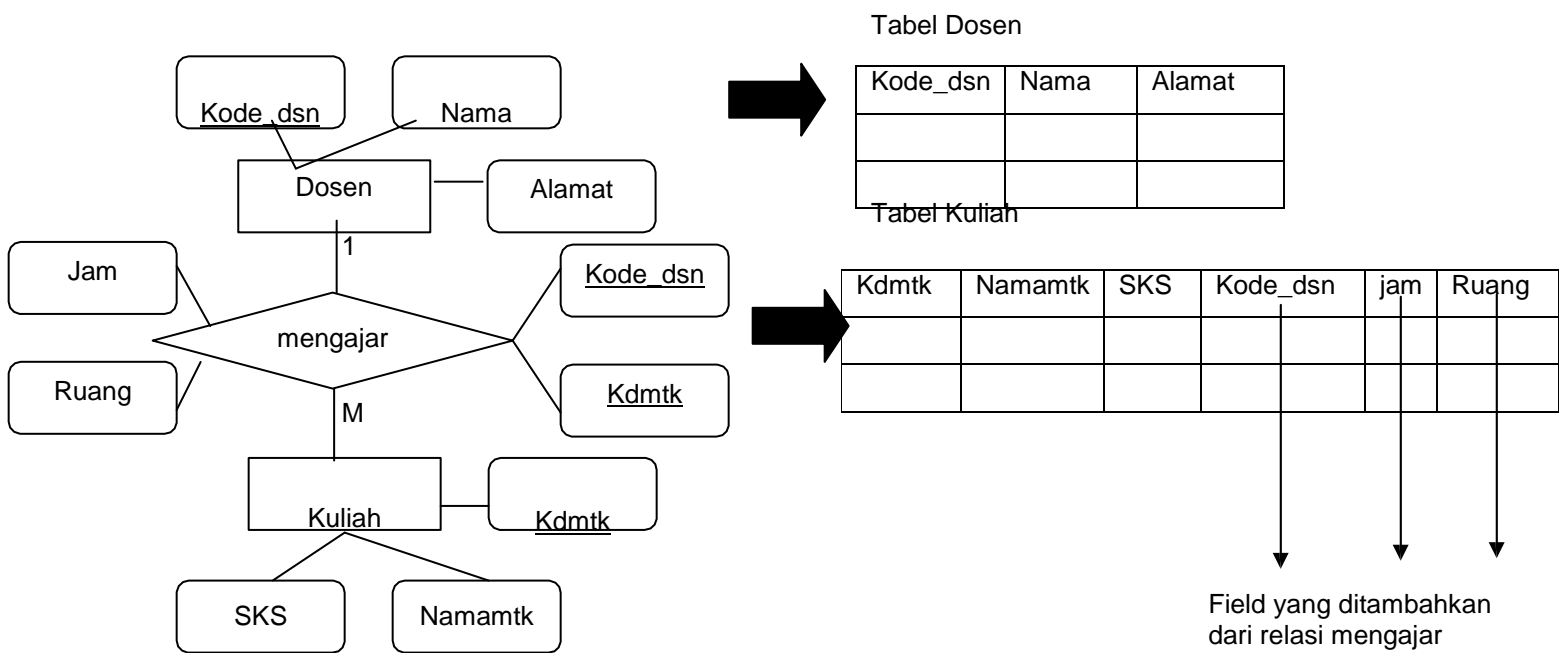 Tabel Dosen
Kode_dsn Nama Alamat
Kode_dsn
Nama
Dosen
Alamat
1
Jam
mengajar
Kode_dsn
Ruang
Kdmtk
M
Kuliah
Kdmtk
SKS
Namamtk
Tabel Kuliah
Kdmtk Namamtk SKS Kode_dsn jam Ruang
Field yang ditambahkan
dari relasi mengajar